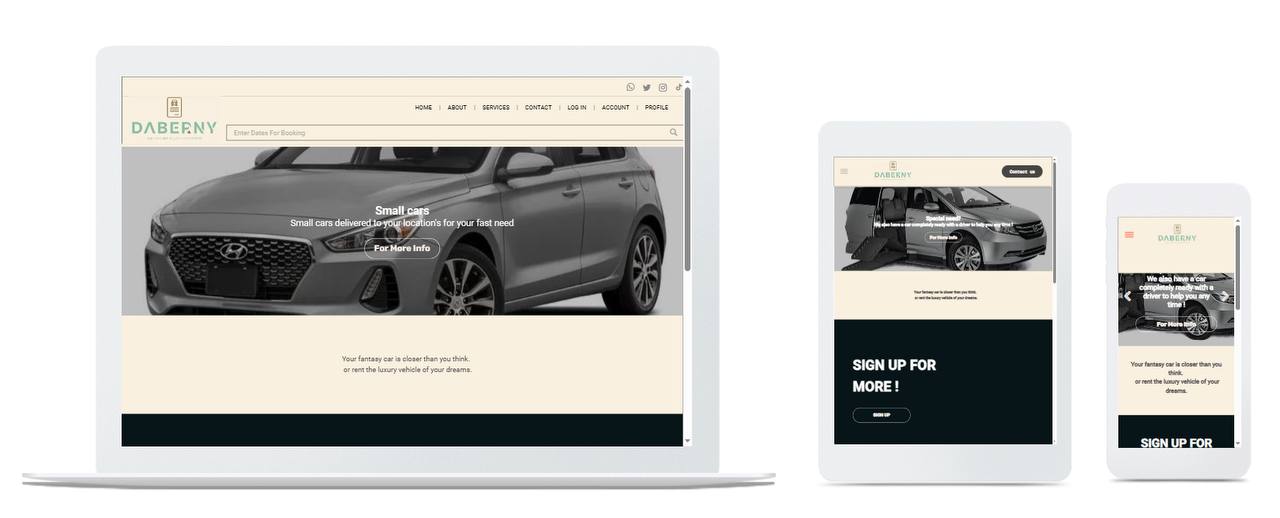 HOME | ABOUT | SERVICES | CONTACT | LOG IN | ACCOUNT | PROFILE
DABERNY
Enter Dates For Booking
Small cars
Small cars delivered to your location's for your fast need
For More Info
Your fantasy car is closer than you think.
or rent the luxury vehicle of your dreams.
DABERNY
Contact us
Special need?
We also have a car completely ready with a driver to help you any time !
For More Info
Your fantasy car is closer than you think.
or rent the luxury vehicle of your dreams.
SIGN UP FOR
MORE !
SIGN UP
DABERNY
We also have a car
completely ready with a
driver to help you any
time !
For More Info
Your fantasy car is closer than you
think.
or rent the luxury vehicle of your
dreams.
SIGN UP FOR